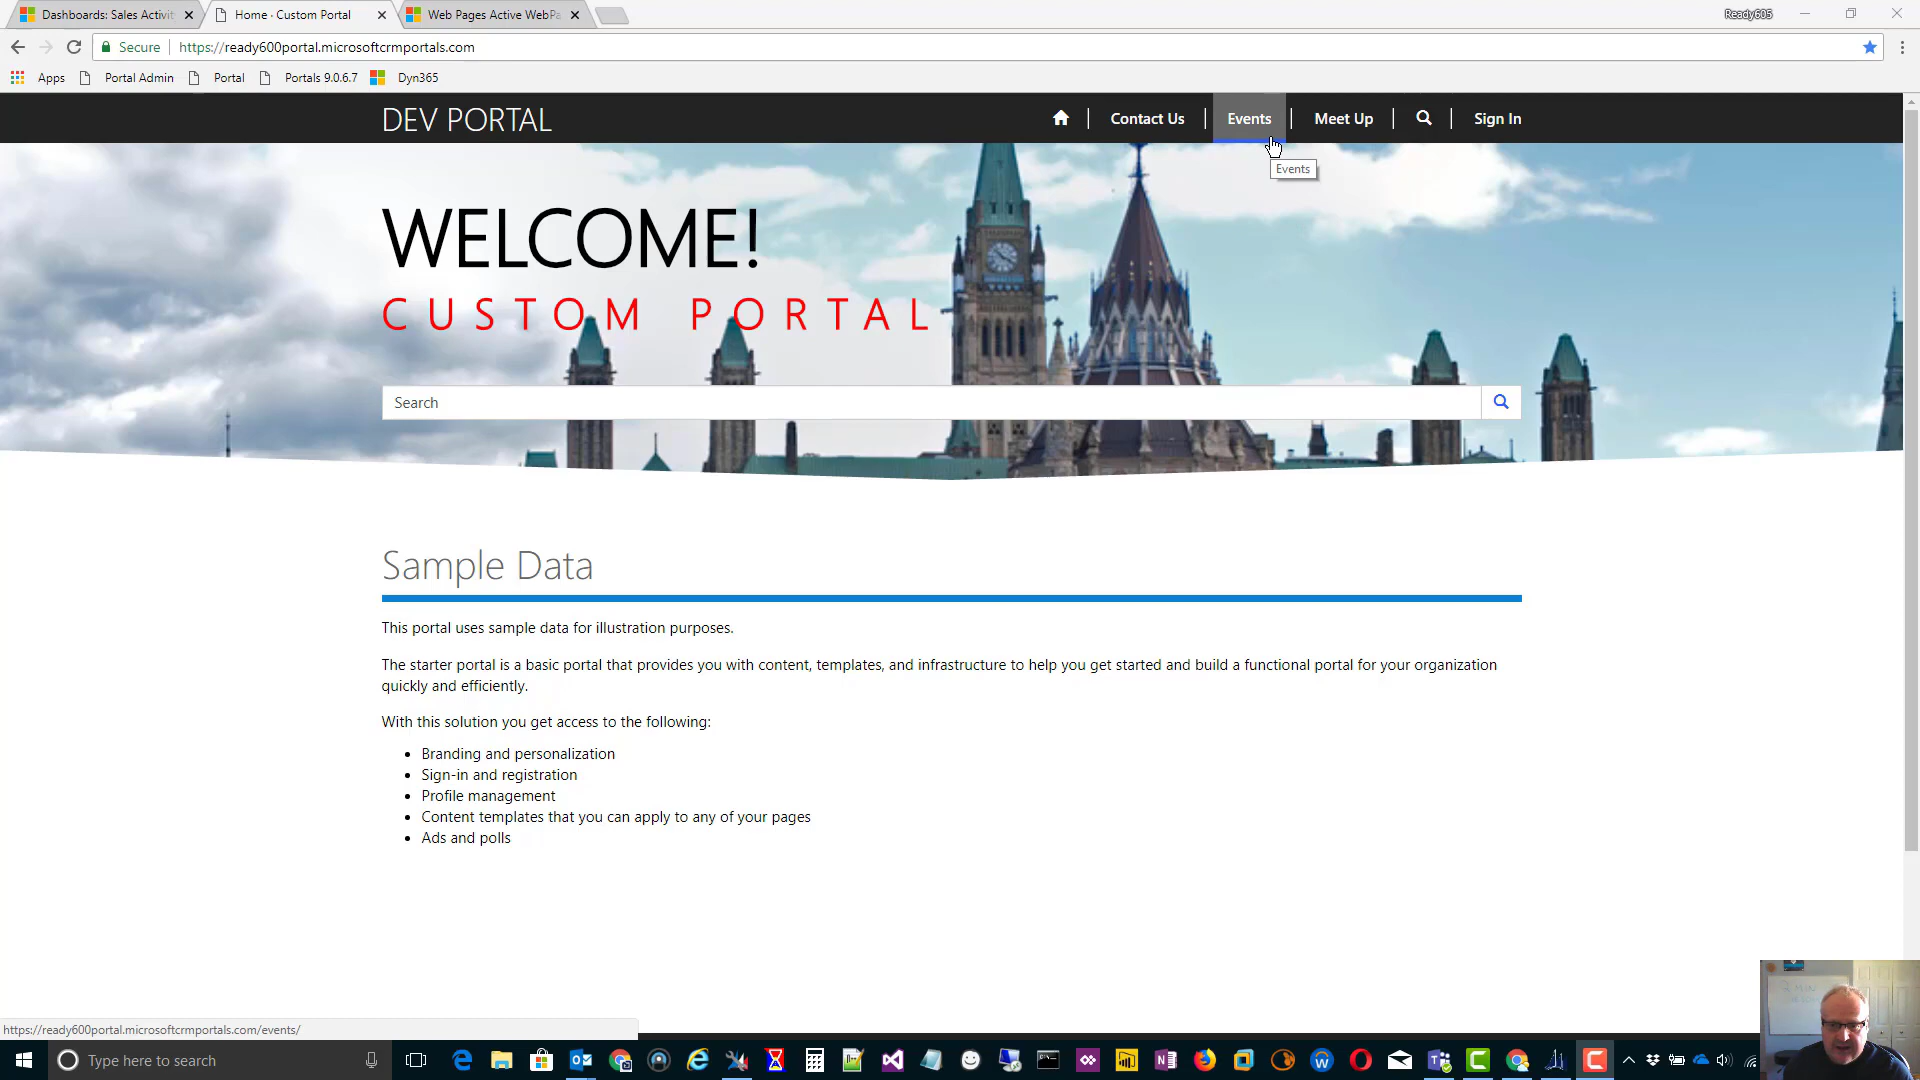 Dashboards: Sales Activit
Home · Custom Portal
Web Pages Active WebPa
Ready605
Secure
https://ready600portal.microsoftcrmportals.com
Apps
Portal Admin
Portal
Portals 9.0.6.7
Dyn365
DEV PORTAL
Contact Us
Events
Meet Up
Sign In
Events
WELCOME!
CUSTOM PORTAL
Search
Sample Data
This portal uses sample data for illustration purposes.
The starter portal is a basic portal that provides you with content, templates, and infrastructure to help you get started and build a functional portal for your organization
quickly and efficiently.
With this solution you get access to the following:
• Branding and personalization
• Sign-in and registration
• Profile management
• Content templates that you can apply to any of your pages
• Ads and polls
https://ready600portal.microsoftcrmportals.com/events/
Type here to search